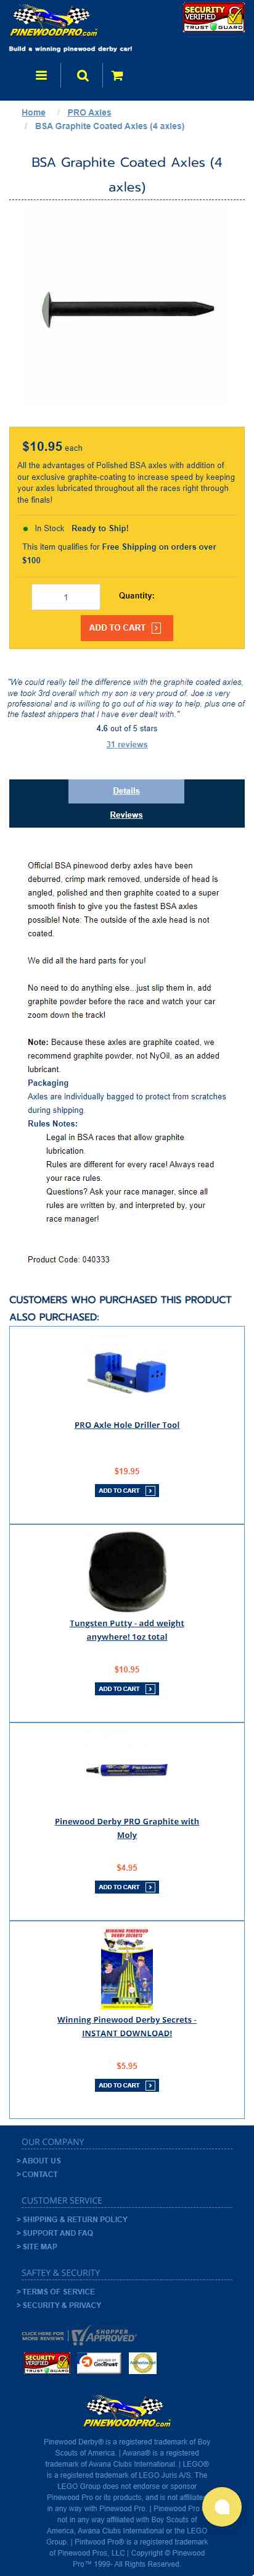 PINEWOODPRO.com
SECURITY
VERIFIED
TRUST GUARD
Build a winning pinewood derby car!
Home / PRO Axles
/ BSA Graphite Coated Axles (4 axles)
BSA Graphite Coated Axles (4
axles)
$10.95 each
All the advantages of Polished BSA axles with addition of
our exclusive graphite-coating to increase speed by keeping
your axles lubricated throughout all the races right through
the finals!
In Stock Ready to Ship!
This item qualifies for Free Shipping on orders over
$100
1
Quantity:
ADD TO CART
"We could really tell the difference with the graphite coated axles,
we took 3rd overall which my son is very proud of. Joe is very
professional and is willing to go out of his way to help, plus one of
the fastest shippers that I have ever dealt with."
4.6 out of 5 stars
31 reviews
Details
Reviews
Official BSA pinewood derby axles have been
deburred, crimp mark removed, underside of head is
angled, polished and then graphite coated to a super
smooth finish to give you the fastest BSA axles
possible! Note: The outside of the axle head is not
coated.
We did all the hard parts for you!
No need to do anything else...just slip them in, add
graphite powder before the race and watch your car
zoom down the track!
Note: Because these axles are graphite coated, we
recommend graphite powder, not NyOil, as an added
lubricant.
Packaging
Axles are individually bagged to protect from scratches
during shipping.
Rules Notes:
Legal in BSA races that allow graphite
lubrication.
Rules are different for every race! Always read
your race rules.
Questions? Ask your race manager, since all
rules are written by, and interpreted by, your
race manager!
Product Code: 040333
CUSTOMERS WHO PURCHASED THIS PRODUCT
ALSO PURCHASED:
PRO Axle Hole Driller Tool
$19.95
ADD TO CART
Tungsten Putty - add weight
anywhere! 1oz total
$10.95
ADD TO CART
Pinewood Derby PRO Graphite with
Moly
$4.95
ADD TO CART
WINNING PINEWOOD
DERBY SECRETS
Winning Pinewood Derby Secrets -
INSTANT DOWNLOAD!
$5.95
ADD TO CART
OUR COMPANY
> ABOUT US
> CONTACT
CUSTOMER SERVICE
> SHIPPING & RETURN POLICY
> SUPPORT AND FAQ
> SITE MAP
SAFTEY & SECURITY
> TERMS OF SERVICE
> SECURITY & PRIVACY
CLICK HERE FOR
MORE REVIEWS
SHOPPER
APPROVED
SECURITY
VERIFIED
TRUST GUARD
GeoTrust
PINEWOODPRO.com
Pinewood Derby® is a registered trademark of Boy
Scouts of America. | Awana® is a registered
trademark of Awana Clubs International. | LEGO®
is a registered trademark of LEGO Juris A/S. The
LEGO Group does not endorse or sponsor
Pinewood Pro or its products, and is not affiliated
in any way with Pinewood Pro. | Pinewood Pro
not in any way affiliated with Boy Scouts of
America, Awana Clubs International or the LEGO
Group. | Pintwood Pro® is a registered trademark
of Pinewood Pros, LLC | Copyright © Pinewood
Pro™ 1999- All Rights Reserved.